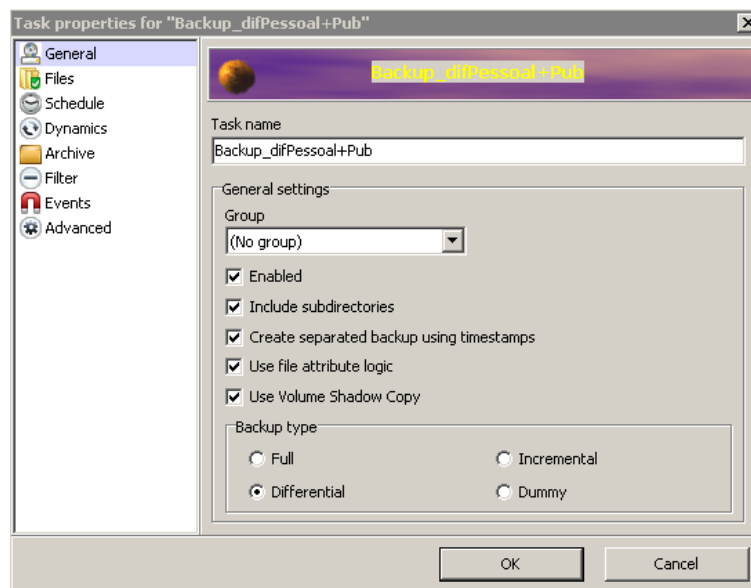 Task properties for "Backup_difPessoal+Pub"
General
Files
Schedule
Dynamics
Archive
Filter
Events
Advanced
Backup_difPessoal+Pub
Task name
Backup_difPessoal+Pub
General settings
Group
(No group)
Enabled
Include subdirectories
Create separated backup using timestamps
Use file attribute logic
Use Volume Shadow Copy
Backup type
Full
Incremental
Differential
Dummy
OK
Cancel